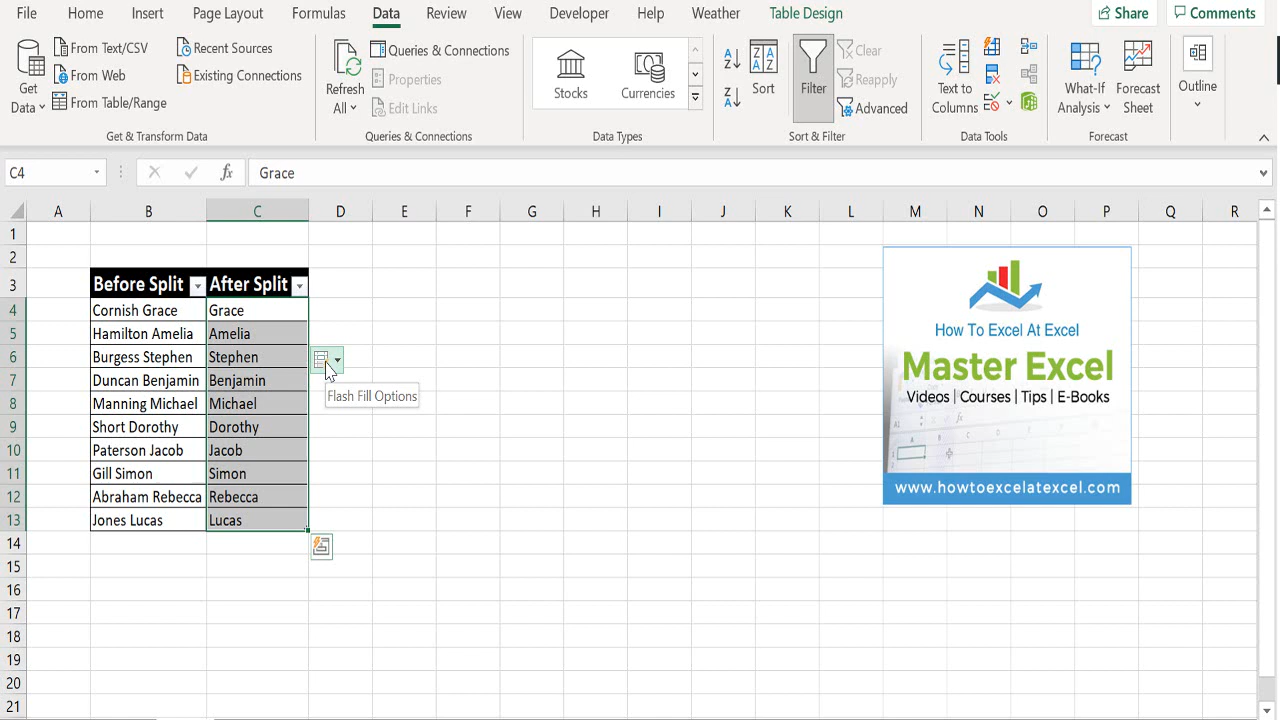 File Home Insert Page Layout Formulas Data Review View Developer Help Weather Table Design Share Comments
Get Data
From Text/CSV
From Web
From Table/Range
Recent Sources
Existing Connections
Get & Transform Data
Refresh All
Queries & Connections
Properties
Edit Links
Queries & Connections
Stocks
Currencies
Data Types
Sort
Filter
Clear
Reapply
Advanced
Sort & Filter
Text to Columns
Data Tools
What-If Analysis
Forecast Sheet
Forecast
Outline
C4 fx Grace
A B C D E F G H I J K L M N O P Q R
1
2
3 Before Split After Split
4 Cornish Grace Grace
5 Hamilton Amelia Amelia
6 Burgess Stephen Stephen
7 Duncan Benjamin Benjamin
8 Manning Michael Michael
9 Short Dorothy Dorothy
10 Paterson Jacob Jacob
11 Gill Simon Simon
12 Abraham Rebecca Rebecca
13 Jones Lucas Lucas
14
15
16
17
18
19
20
21
Flash Fill Options
How To Excel At Excel
Master Excel
Videos | Courses | Tips | E-Books
www.howtoexcelatexcel.com